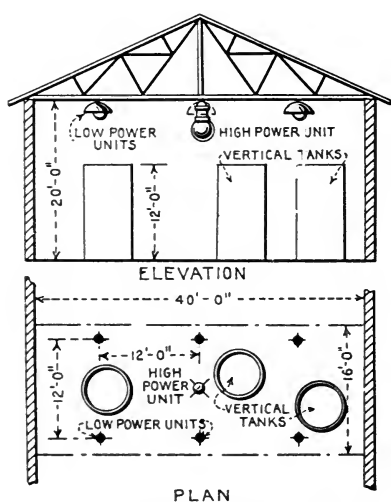 LOW POWER
UNITS
HIGH POWER UNIT
VERTICAL TANKS
20'-0"
12'-0"
ELEVATION
40'-0"
12'-0"
12'-0"
HIGH
POWER
UNIT
16'-0"
LOW POWER UNITS
VERTICAL
TANKS
PLAN